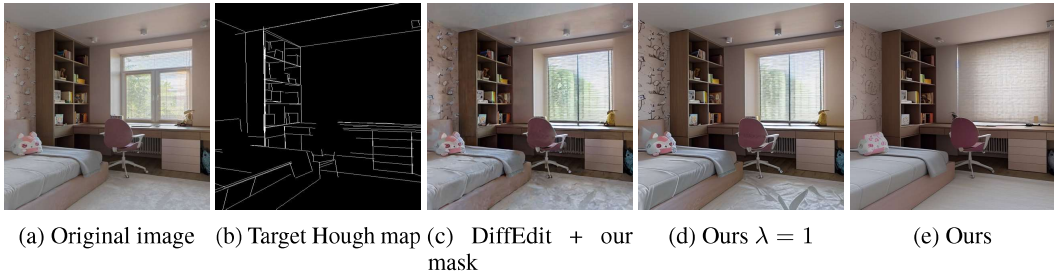 (a) Original image
(b) Target Hough map
(c) DiffEdit + our
mask
(d) Ours λ = 1
(e) Ours